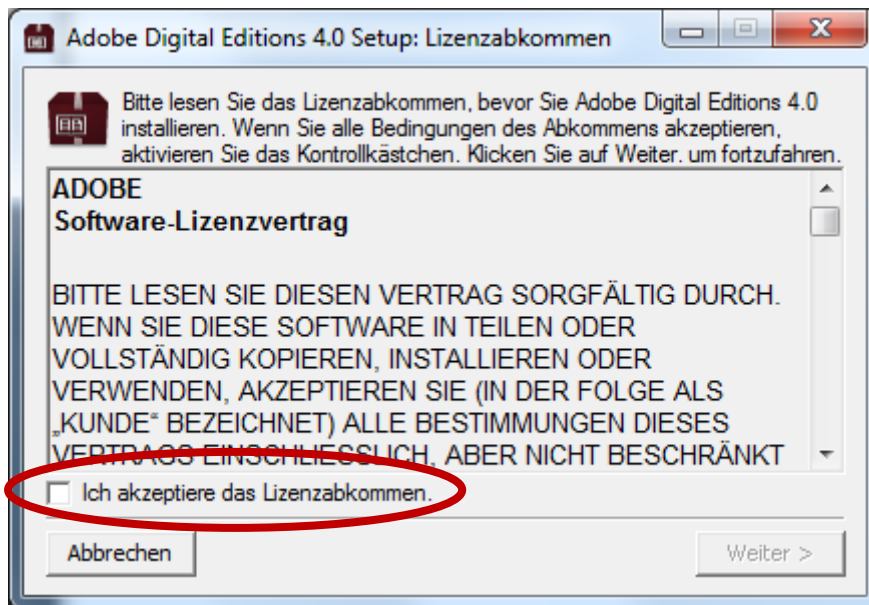 Adobe Digital Editions 4.0 Setup: Lizenzabkommen
Bitte lesen Sie das Lizenzabkommen, bevor Sie Adobe Digital Editions 4.0
installieren. Wenn Sie alle Bedingungen des Abkommens akzeptieren,
aktivieren Sie das Kontrollkästchen. Klicken Sie auf Weiter. um fortzufahren.
ADOBE
Software-Lizenzvertrag
BITTE LESEN SIE DIESEN VERTRAG SORGFÄLTIG DURCH.
WENN SIE DIESE SOFTWARE IN TEILEN ODER
VOLLSTÄNDIG KOPIEREN, INSTALLIEREN ODER
VERWENDEN, AKZEPTIEREN SIE (IN DER FOLGE ALS
„KUNDE“ BEZEICHNET) ALLE BESTIMMUNGEN DIESES
VERTRAGS EINSCHLIESSLICH, ABER NICHT BESCHRÄNKT
Ich akzeptiere das Lizenzabkommen.
Abbrechen
Weiter >